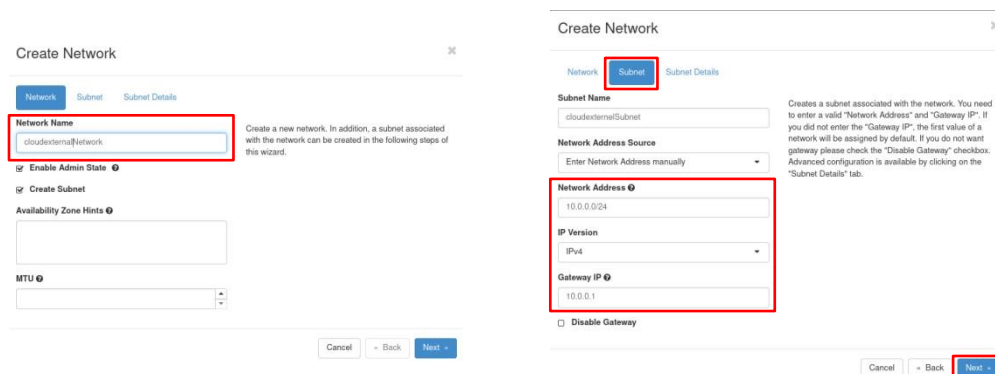 Create Network
×
Network Subnet Subnet Details
Network Name
cloudexternalNetwork
Create a new network. In addition, a subnet associated
with the network can be created in the following steps of
this wizard.
Enable Admin State
Create Subnet
Availability Zone Hints
MTU
Cancel « Back Next »
Create Network
Network Subnet Subnet Details
Subnet Name
cloudexternelSubnet
Network Address Source
Enter Network Address manually
Network Address
10.0.0.0/24
IP Version
IPv4
Gateway IP
10.0.0.1
Disable Gateway
Creates a subnet associated with the network. You need
to enter a valid "Network Address" and "Gateway IP". If
you did not enter the "Gateway IP", the first value of a
network will be assigned by default. If you do not want
gateway please check the "Disable Gateway" checkbox.
Advanced configuration is available by clicking on the
"Subnet Details" tab.
Cancel « Back Next »